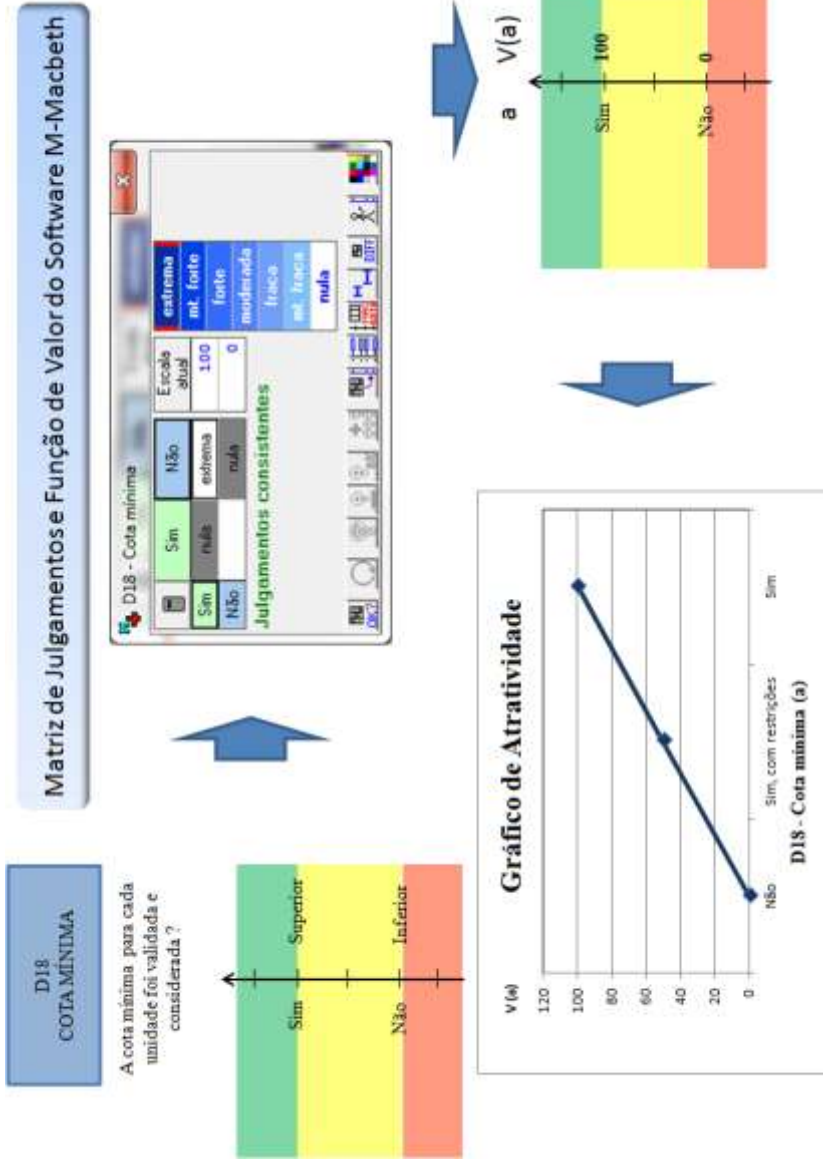 Matriz de Julgamentos e Função de Valor do Software M-Macbeth
D18
COTA MÍNIMA
A cota mínima para cada
unidade foi validada e
considerada ?
Sim
Superior
Não
Inferior
D18 - Cota mínima
Sim
Não
Escala
atual
extrema
Sim
nula
extrema
100
mt. forte
Não
nula
0
forte
moderada
fraca
mt. fraca
nula
Julgamentos consistentes
OK?
DIFF
a
V(a)
Sim
100
Não
0
Gráfico de Atratividade
V (a)
120
100
80
60
40
20
0
Não
Sim, com restrições
Sim
D18 - Cota mínima (a)